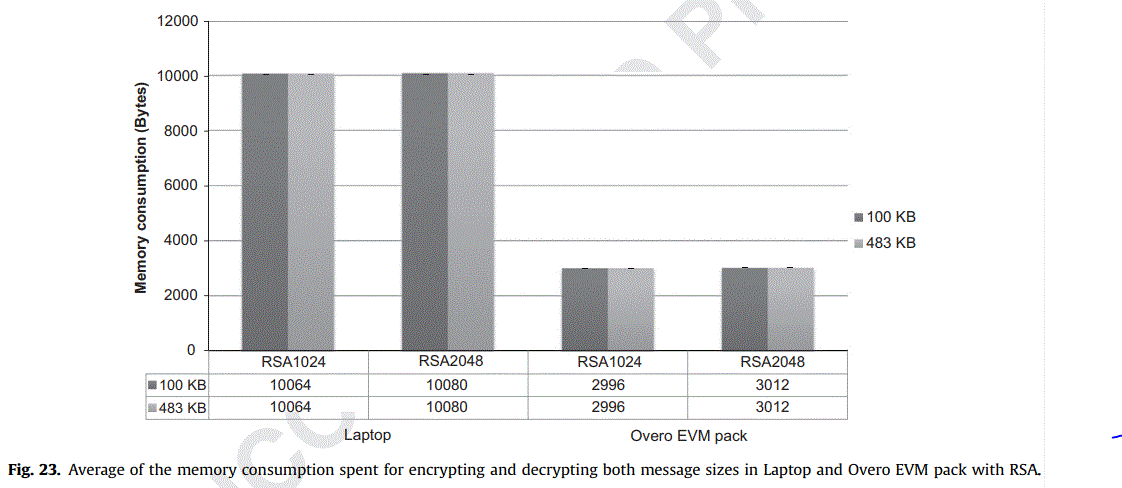 12000
10000
8000
6000
4000
2000
0
Memory consumption (Bytes)
100 KB
483 KB
RSA1024 RSA2048 RSA1024 RSA2048
100 KB 10064 10080 2996 3012
483 KB 10064 10080 2996 3012
Laptop Overo EVM pack
Fig. 23. Average of the memory consumption spent for encrypting and decrypting both message sizes in Laptop and Overo EVM pack with RSA.